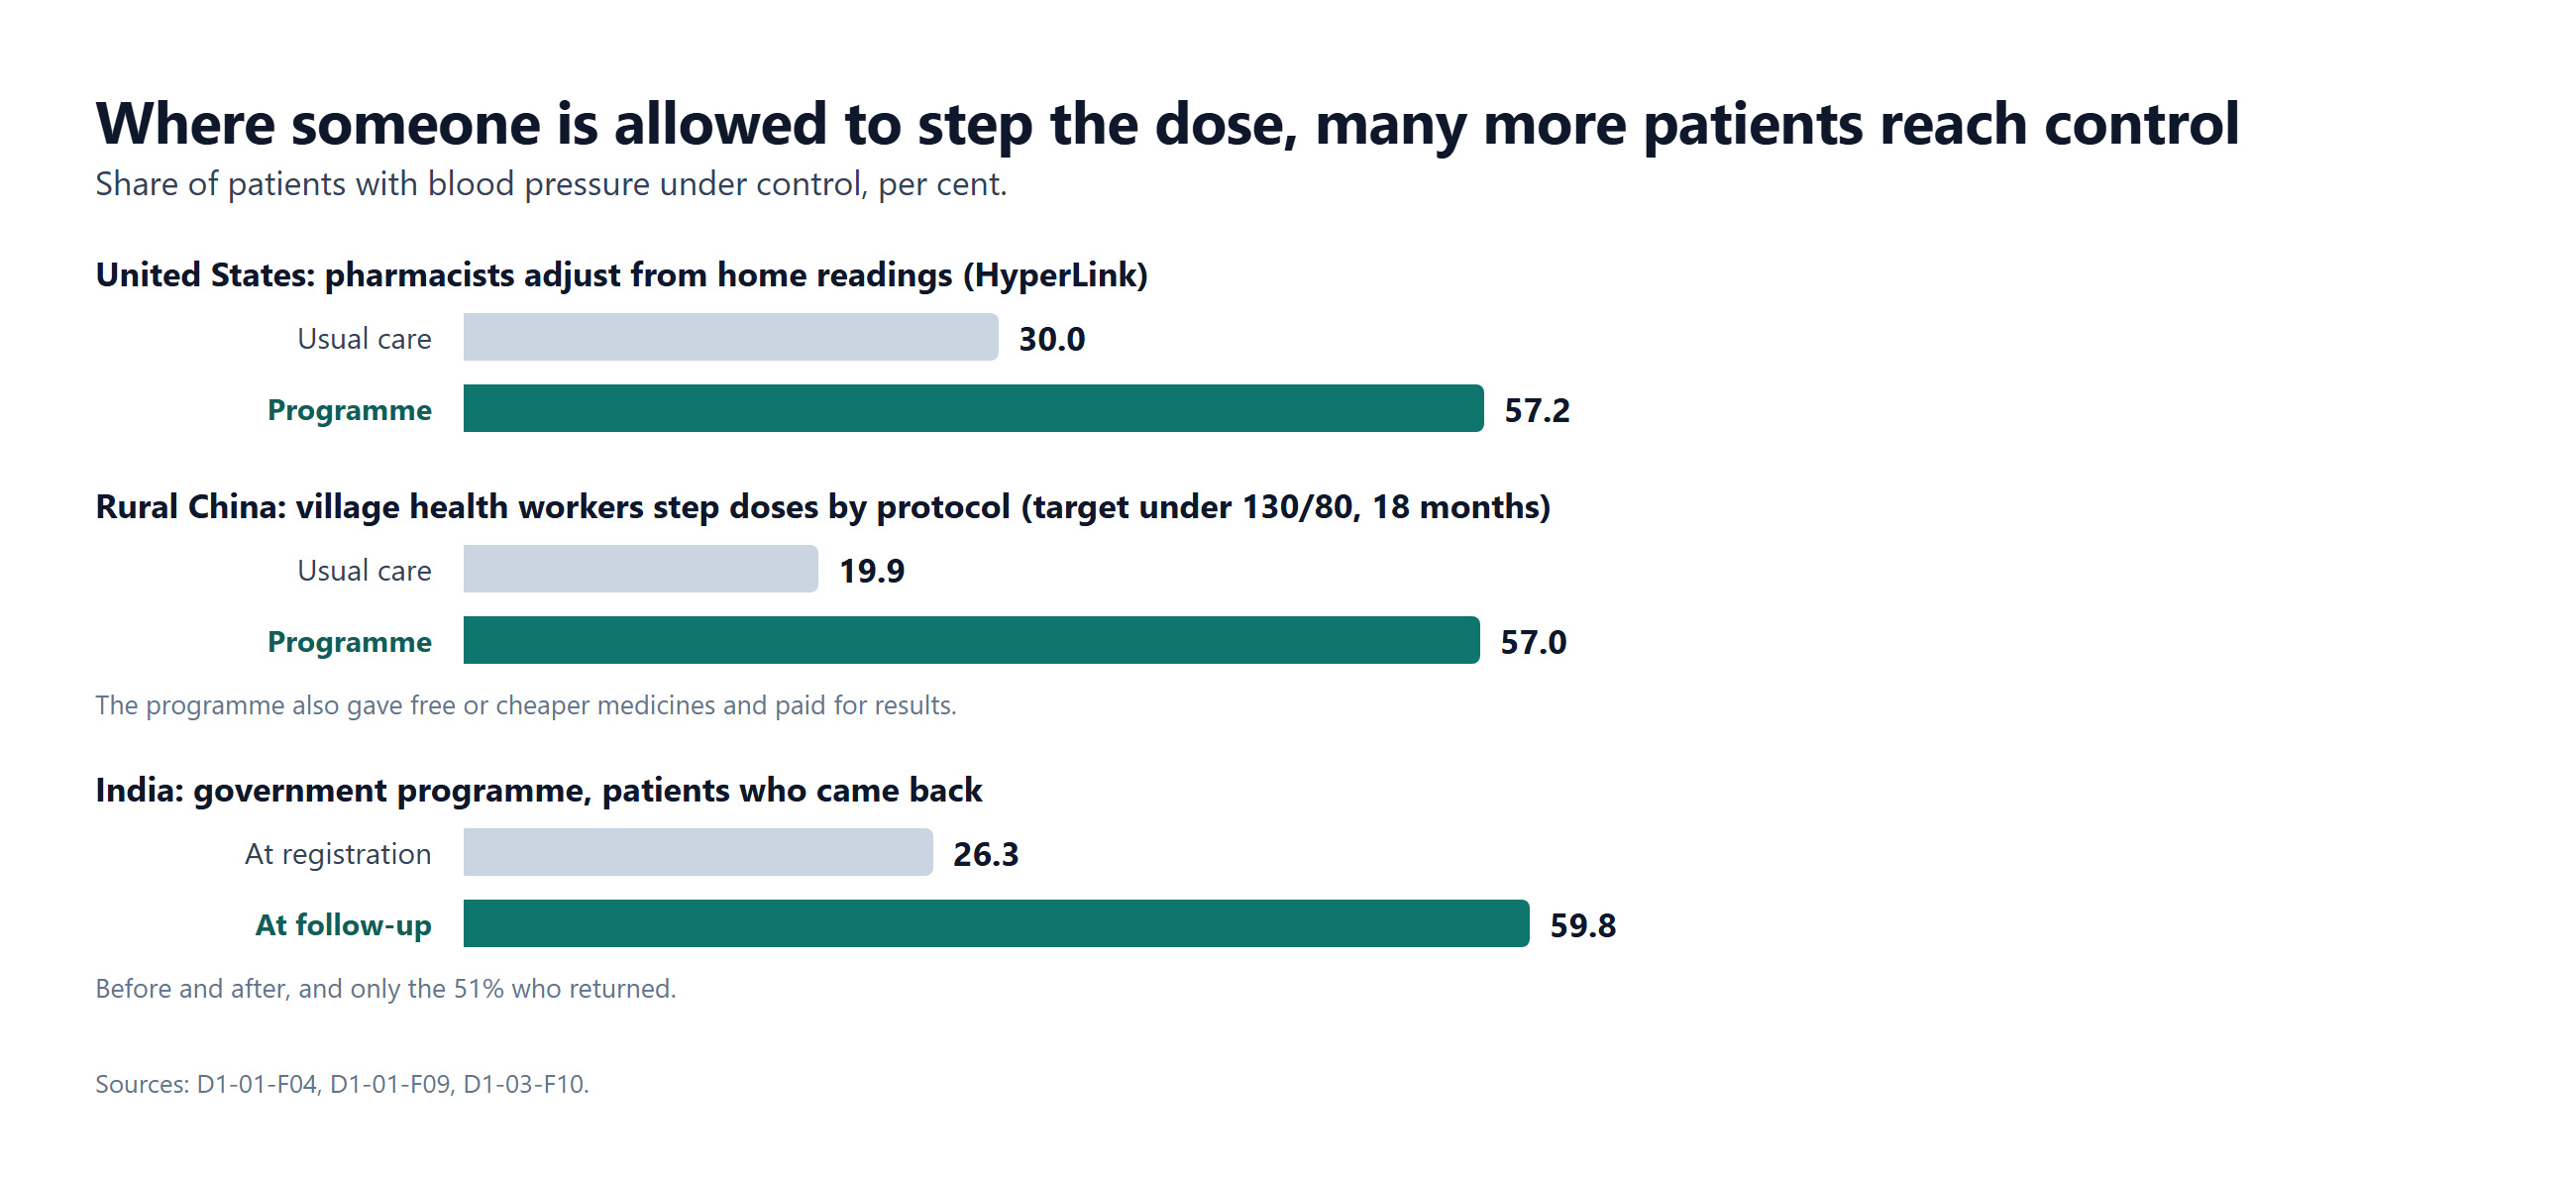 Where someone is allowed to step the dose, many more patients reach control
Share of patients with blood pressure under control, per cent.
United States: pharmacists adjust from home readings (HyperLink)
Usual care 30.0
Programme 57.2
Rural China: village health workers step doses by protocol (target under 130/80, 18 months)
Usual care 19.9
Programme 57.0
The programme also gave free or cheaper medicines and paid for results.
India: government programme, patients who came back
At registration 26.3
At follow-up 59.8
Before and after, and only the 51% who returned.
Sources: D1-01-F04, D1-01-F09, D1-03-F10.